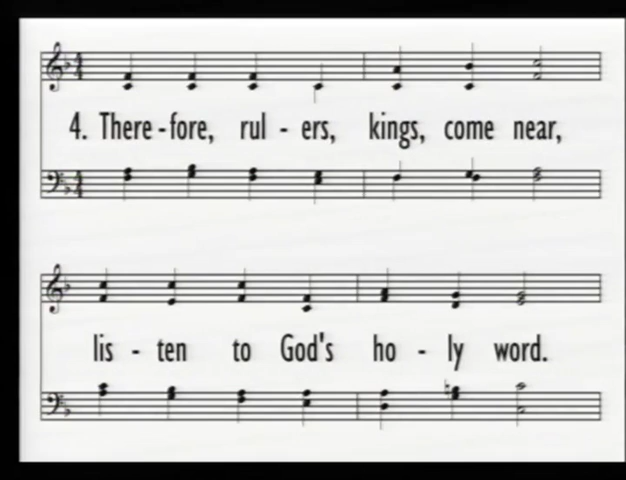 4. There - fore, rul - ers, kings, come near,
lis - ten to God's ho - ly word.